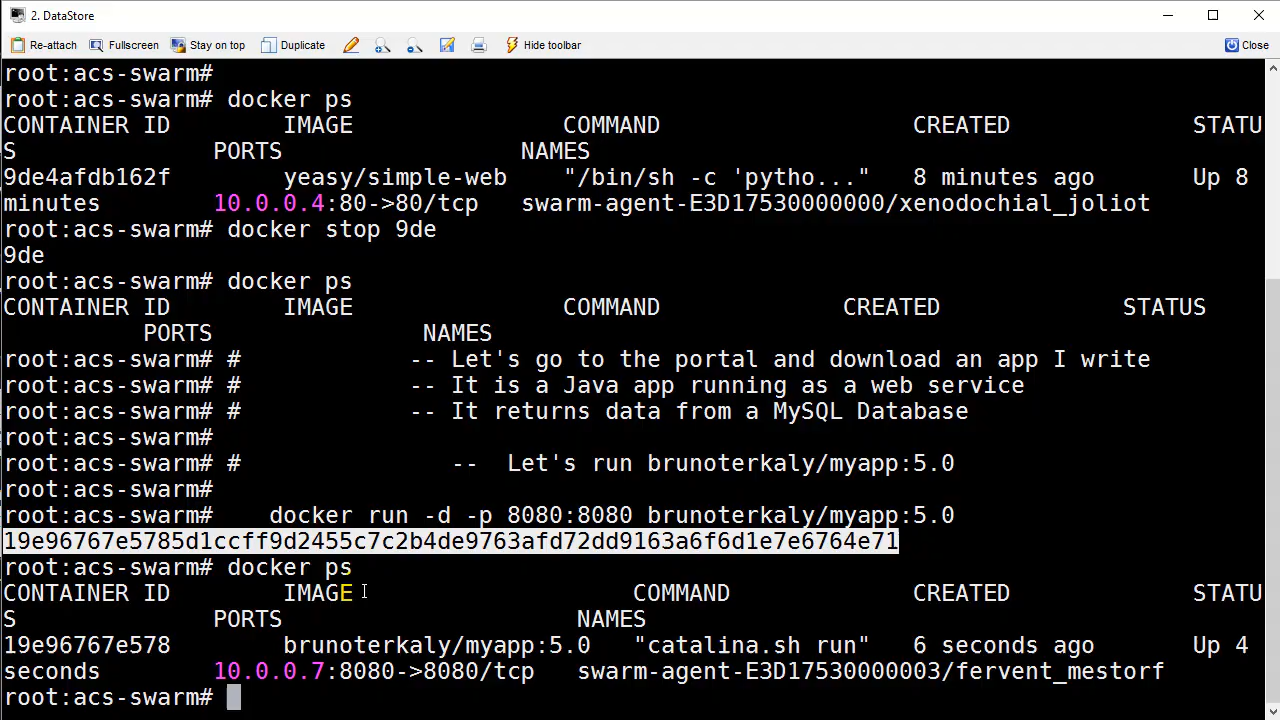 2. DataStore
Re-attach Fullscreen Stay on top Duplicate Hide toolbar Close
root:acs-swarm#
root:acs-swarm# docker ps
CONTAINER ID        IMAGE               COMMAND                  CREATED             STATU
S          PORTS                 NAMES
9de4afdb162f        yeasy/simple-web    "/bin/sh -c 'pytho..."   8 minutes ago       Up 8
minutes        10.0.0.4:80->80/tcp   swarm-agent-E3D17530000000/xenodochial_joliot
root:acs-swarm# docker stop 9de
9de
root:acs-swarm# docker ps
CONTAINER ID        IMAGE               COMMAND             CREATED             STATUS
          PORTS               NAMES
root:acs-swarm# #            -- Let's go to the portal and download an app I write
root:acs-swarm# #            -- It is a Java app running as a web service
root:acs-swarm# #            -- It returns data from a MySQL Database
root:acs-swarm#
root:acs-swarm# #               --  Let's run brunoterkaly/myapp:5.0
root:acs-swarm#
root:acs-swarm#    docker run -d -p 8080:8080 brunoterkaly/myapp:5.0
19e96767e5785d1ccff9d2455c7c2b4de9763afd72dd9163a6f6d1e7e6764e71
root:acs-swarm# docker ps
CONTAINER ID        IMAGE                    COMMAND             CREATED             STATU
S          PORTS                     NAMES
19e96767e578        brunoterkaly/myapp:5.0   "catalina.sh run"   6 seconds ago       Up 4
seconds        10.0.0.7:8080->8080/tcp   swarm-agent-E3D17530000003/fervent_mestorf
root:acs-swarm#